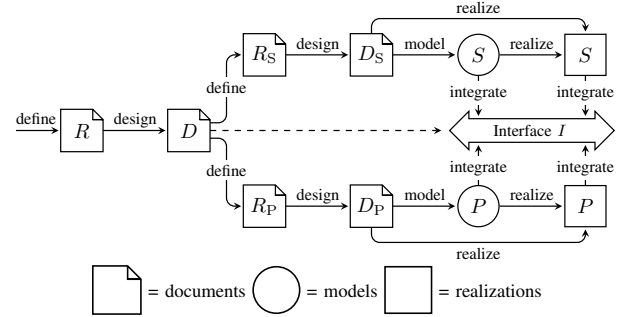 realize
R_S design D_S model S realize S
define integrate integrate
define R design D Interface I
define integrate integrate
R_P design D_P model P realize P
realize
= documents = models = realizations